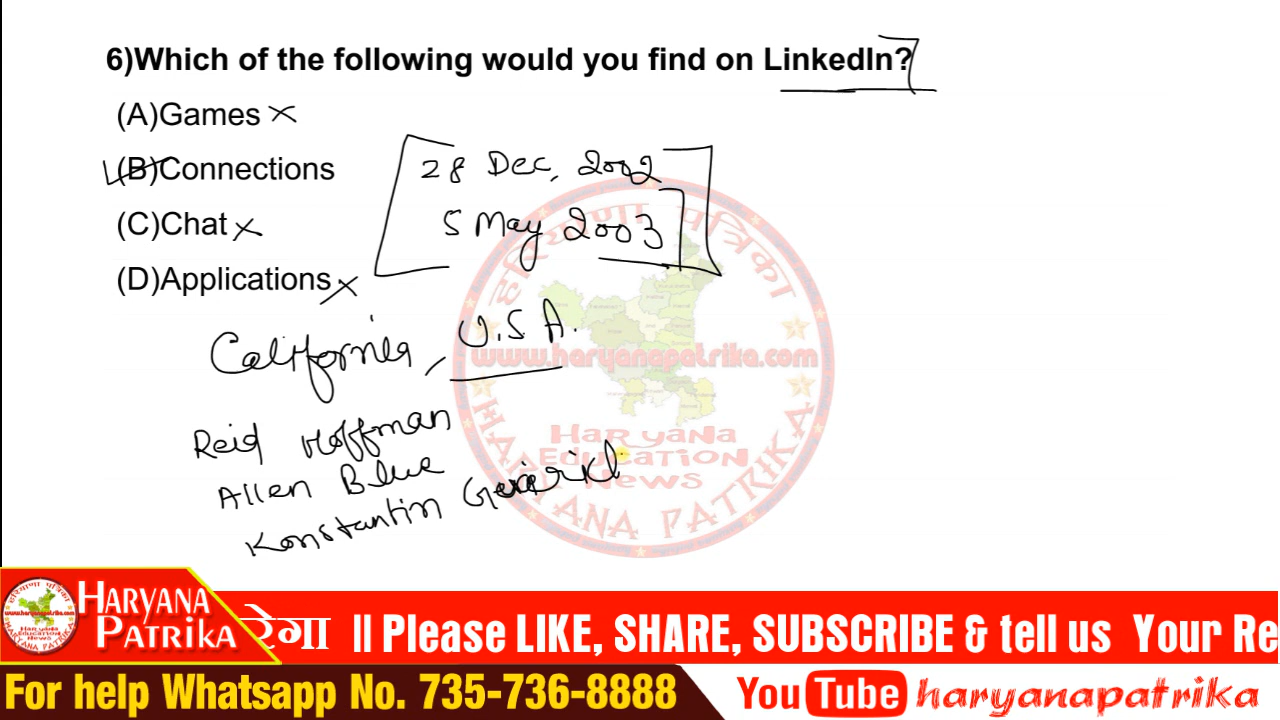 6)Which of the following would you find on LinkedIn?
(A)Games
(B)Connections
(C)Chat
(D)Applications
28 Dec, 2002
5 May 2003
California, U.S.A.
Reid Hoffman
Allen Blue
Konstantin
हरियाणा पत्रिका
www.haryanapatrika.com
Haryana
Education
News
HARYANA PATRIKA
HARYANA
PATRIKA
रेगा || Please LIKE, SHARE, SUBSCRIBE & tell us Your Re
For help Whatsapp No. 735-736-8888
YouTube haryanapatrika